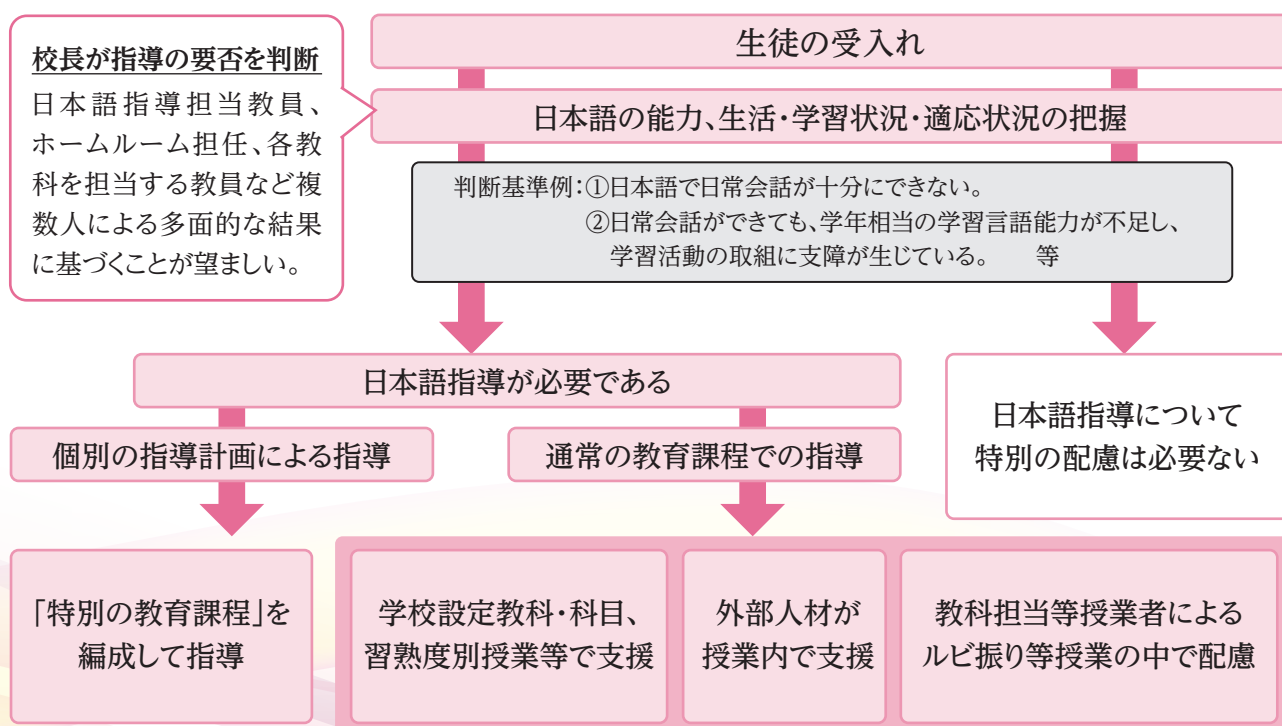 校長が指導の要否を判断
日本語指導担当教員、
ホームルーム担任、各教
科を担当する教員など複
数人による多面的な結果
に基づくことが望ましい。
生徒の受入れ
日本語の能力、生活・学習状況・適応状況の把握
判断基準例：①日本語で日常会話が十分にできない。
②日常会話ができても、学年相当の学習言語能力が不足し、
学習活動の取組に支障が生じている。　等
日本語指導が必要である
日本語指導について
特別の配慮は必要ない
個別の指導計画による指導
通常の教育課程での指導
「特別の教育課程」を
編成して指導
学校設定教科・科目、
習熟度別授業等で支援
外部人材が
授業内で支援
教科担当等授業者による
ルビ振り等授業の中で配慮